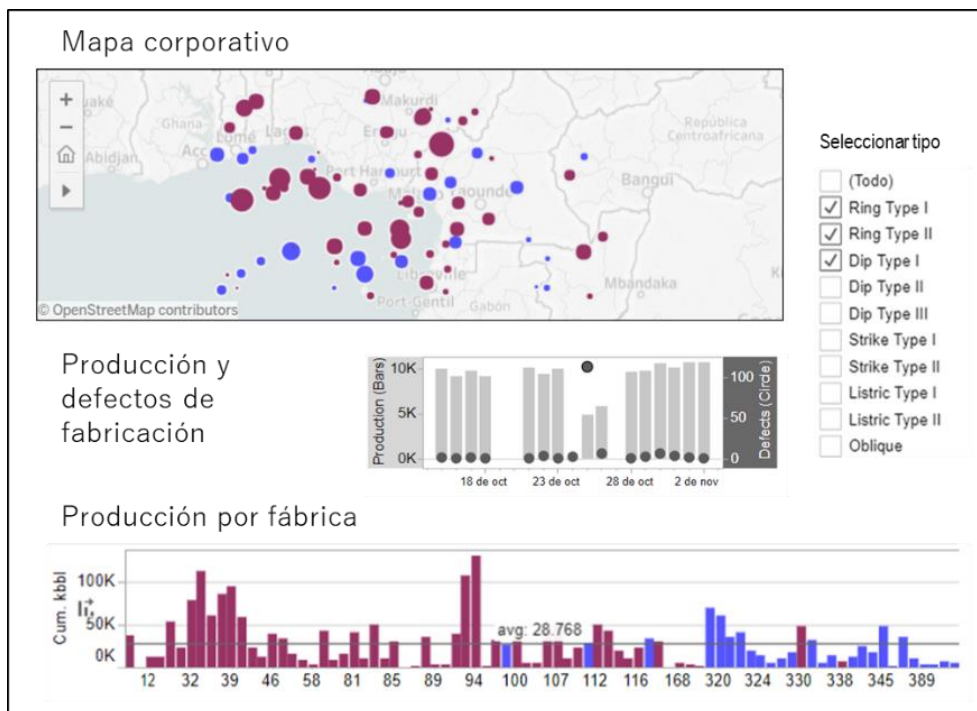 Mapa corporativo
Makurdi
República
Centroafricana
Ghana
Lomé
Abidjan
Port Harcourt
Bangui
Libreville
Mbandaka
Port-Gentil
Gabón
© OpenStreetMap contributors
Seleccionar tipo
(Todo)
Ring Type I
Ring Type II
Dip Type I
Dip Type II
Dip Type III
Strike Type I
Strike Type II
Listric Type I
Listric Type II
Oblique
Producción y
defectos de
fabricación
Production (Bars)
10K
5K
0K
100
50
0
Defects (Circle)
18 de oct
23 de oct
28 de oct
2 de nov
Producción por fábrica
Cum. kbbl
100K
50K
0K
avg: 28.768
12
32
39
46
58
81
85
89
94
100
107
112
116
168
320
324
330
338
345
389